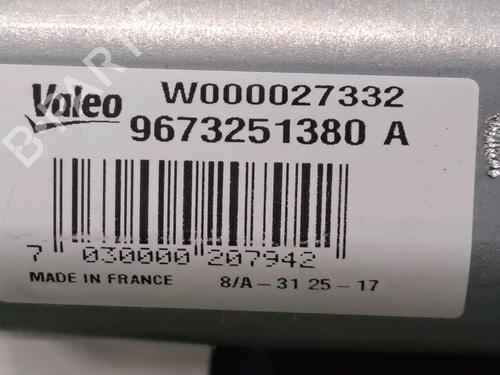 Valeo W000027332
9673251380 A
7 030000 207942
MADE IN FRANCE 8/A-31 25-17